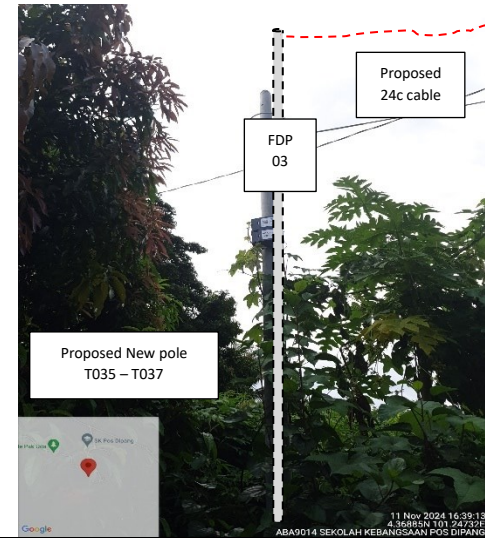 Proposed
24c cable
FDP
03
Proposed New pole
T035 – T037
SK Pos Dipang
Google
11 Nov 2024 16:39:13
4.36885N 101.24732E
ABA9014 SEKOLAH KEBANGSAAN POS DIPANG